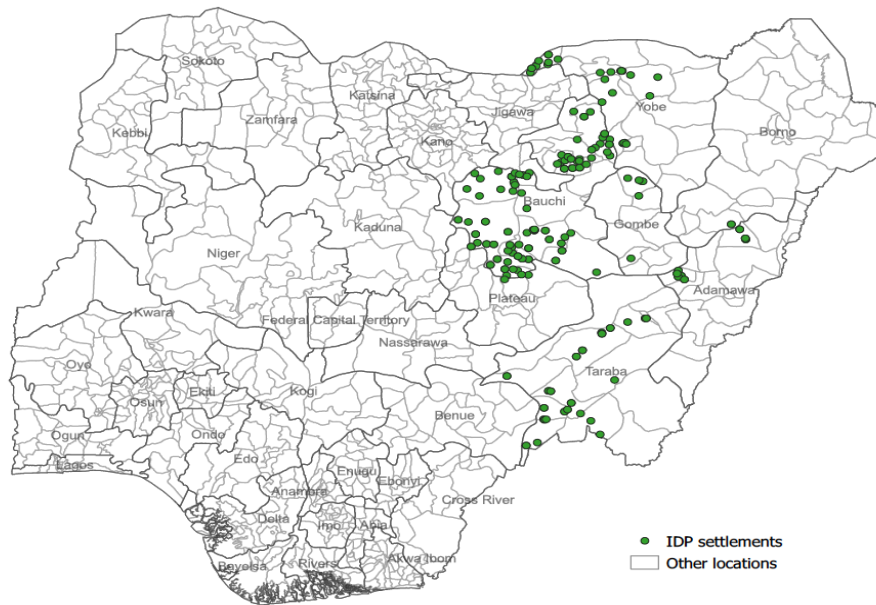 Sokoto
Katsina
Jigawa
Yobe
Kebbi
Zamfara
Kano
Borno
Bauchi
Kaduna
Gombe
Niger
Adamawa
Plateau
Kwara
Federal Capital Territory
Nassarawa
Oyo
Taraba
Ekiti
Kogi
Osun
Benue
Ogun
Ondo
Lagos
Edo
Enugu
Anambra
Ebonyi
Cross River
Delta
Imo
Abia
Bayelsa
Rivers
Akwa Ibom
IDP settlements
Other locations